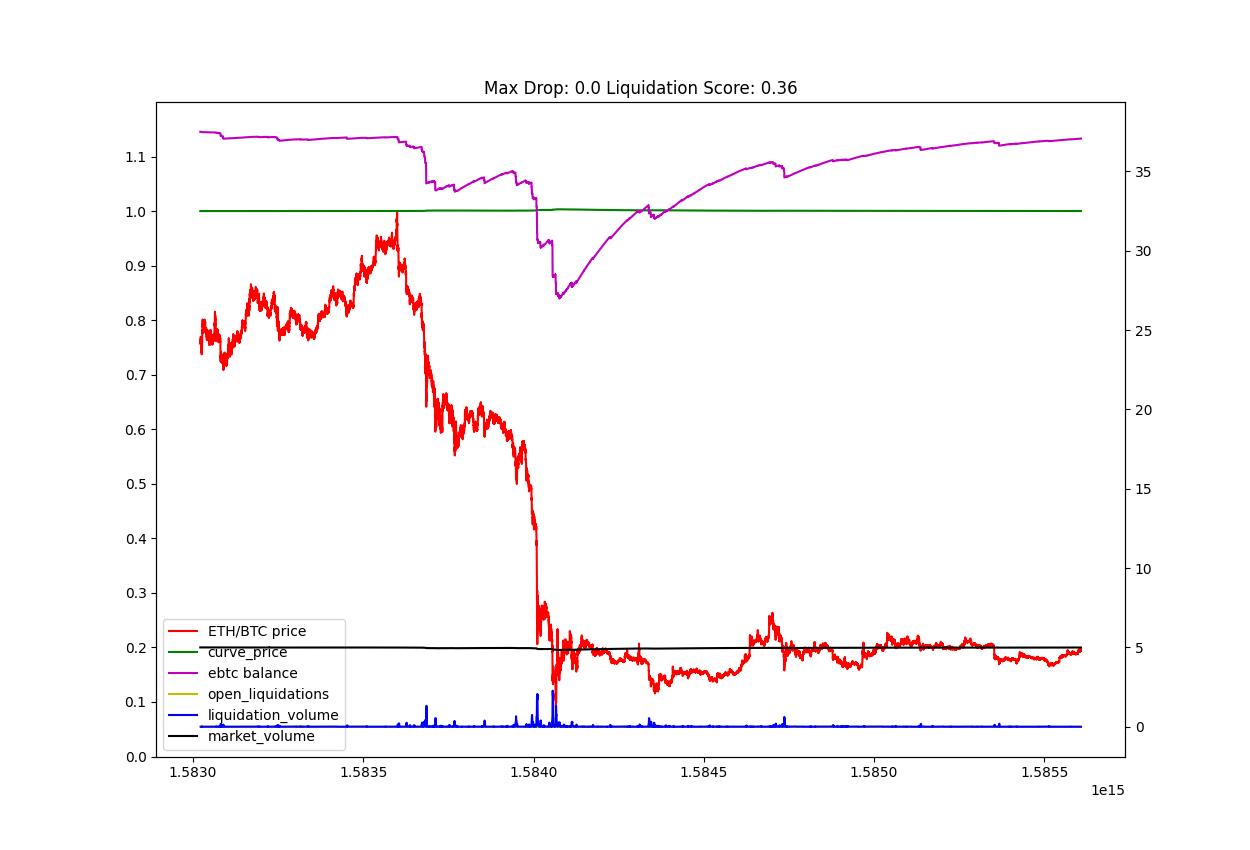 Max Drop: 0.0 Liquidation Score: 0.36
1.1
1.0
0.9
0.8
0.7
0.6
0.5
0.4
0.3
0.2
0.1
0.0
35
30
25
20
15
10
5
0
ETH/BTC price
curve_price
ebtc balance
open_liquidations
liquidation_volume
market_volume
1.5830 1.5835 1.5840 1.5845 1.5850 1.5855
1e15